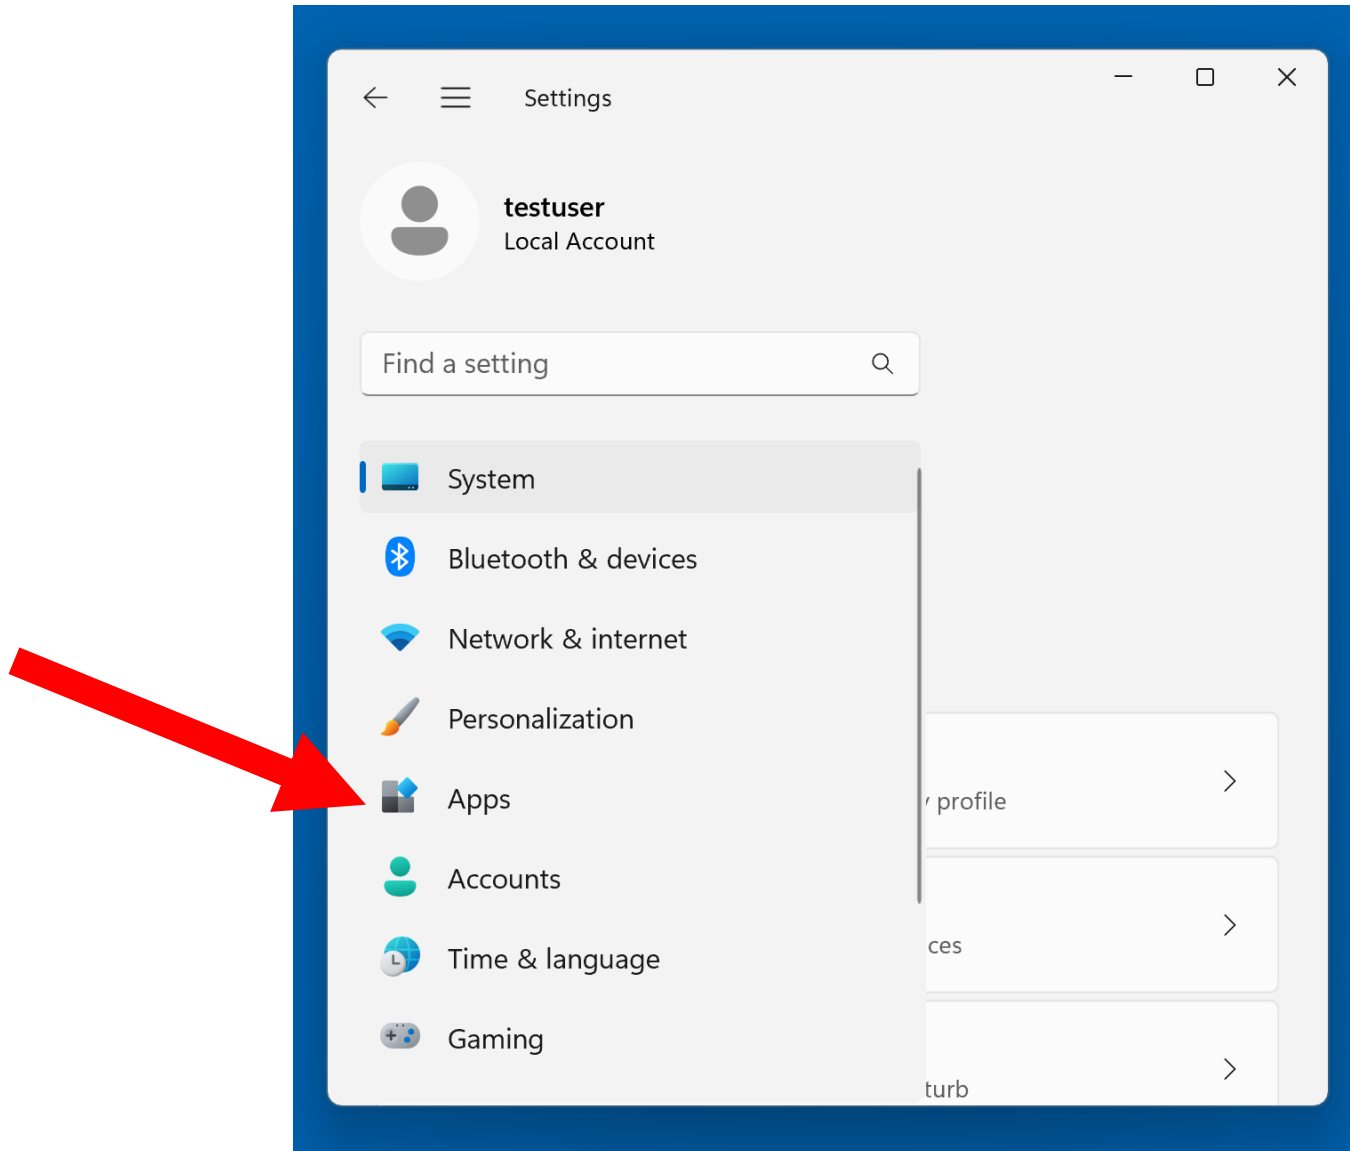 Settings
testuser
Local Account
Find a setting
System
Bluetooth & devices
Network & internet
Personalization
profile
Apps
Accounts
ces
Time & language
Gaming
turb